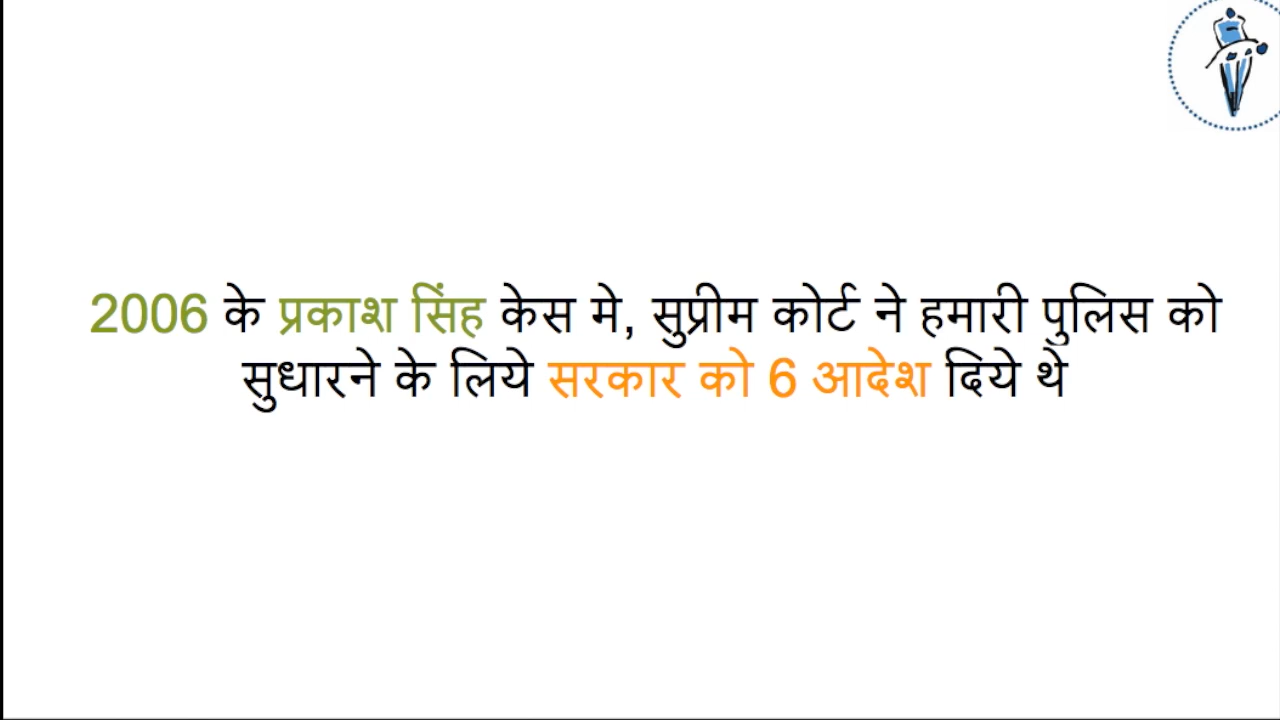 2006 के प्रकाश सिंह केस मे, सुप्रीम कोर्ट ने हमारी पुलिस को
सुधारने के लिये सरकार को 6 आदेश दिये थे